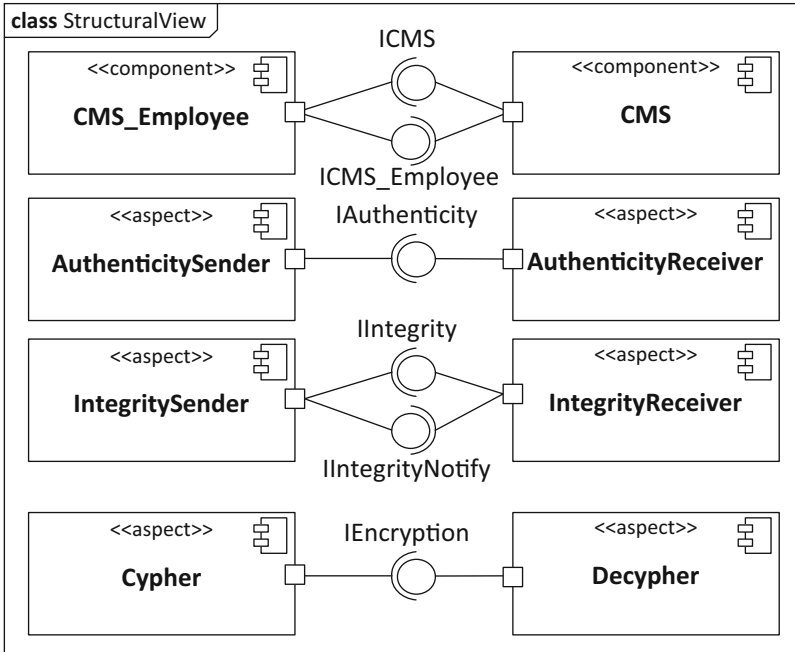 class StructuralView
ICMS
<<component>>
CMS_Employee
<<component>>
CMS
ICMS_Employee
IAuthenticity
<<aspect>>
AuthenticitySender
<<aspect>>
AuthenticityReceiver
IIntegrity
<<aspect>>
IntegritySender
<<aspect>>
IntegrityReceiver
IIntegrityNotify
IEncryption
<<aspect>>
Cypher
<<aspect>>
Decypher